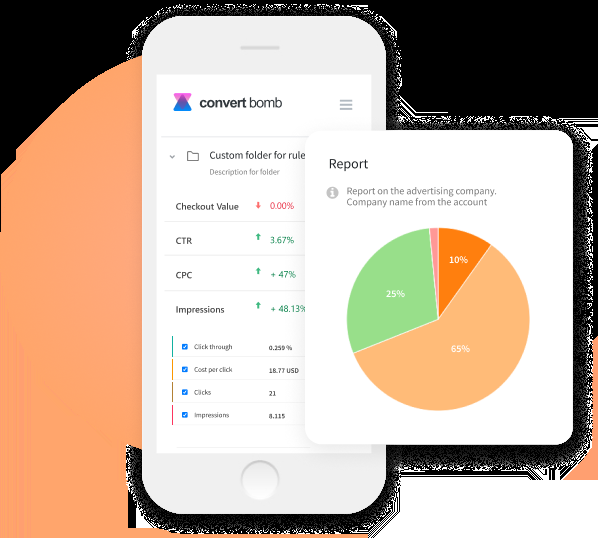 convert bomb
Custom folder for rule
Description for folder
Checkout Value 0.00%
CTR 3.67%
CPC + 47%
Impressions + 48.13%
Click through 0.259 %
Cost per click 18.77 USD
Clicks 21
Impressions 8.115
Report
Report on the advertising company.
Company name from the account
10%
25%
65%